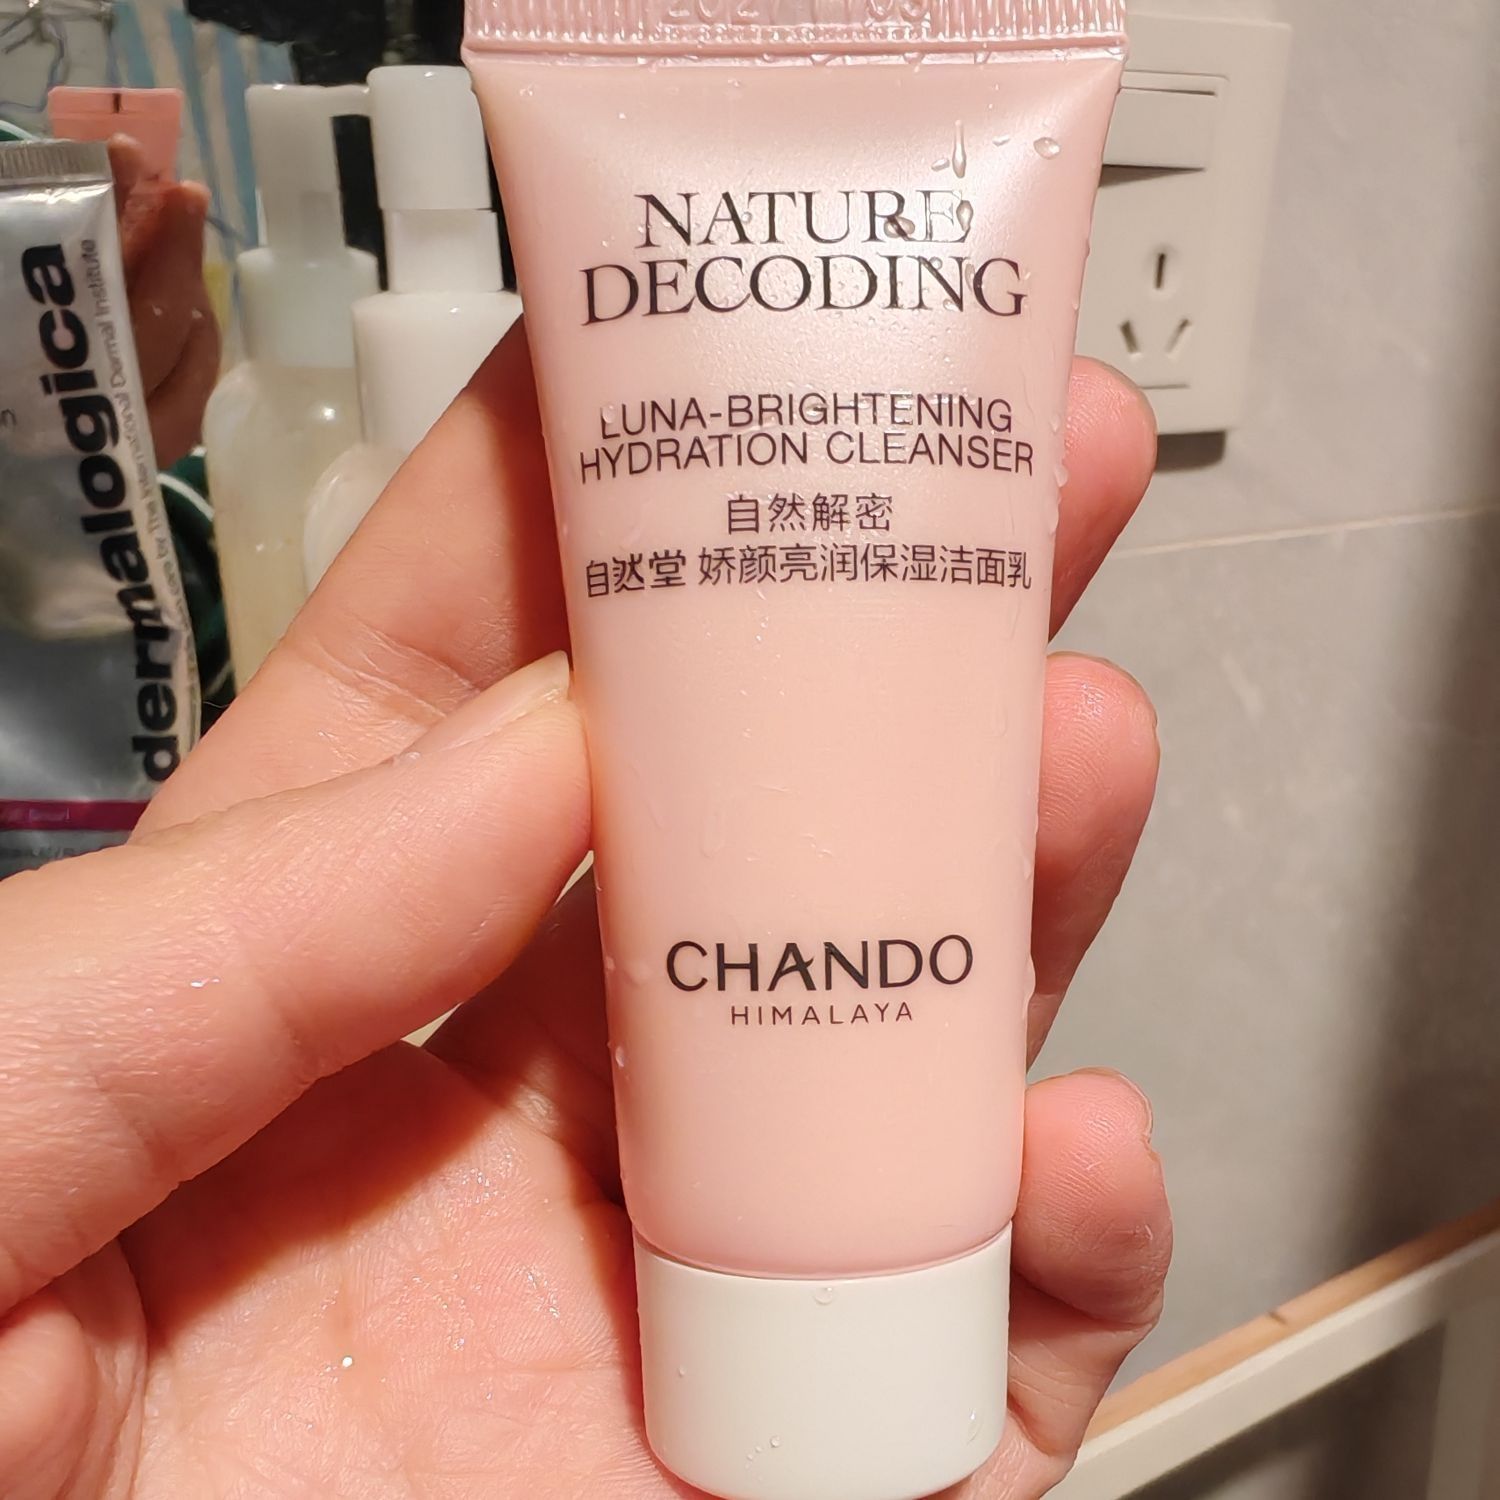 NATURE
DECODING
LUNA-BRIGHTENING
HYDRATION CLEANSER
自然解密
自然堂 娇颜亮润保湿洁面乳
CHANDO
HIMALAYA
dermalogica